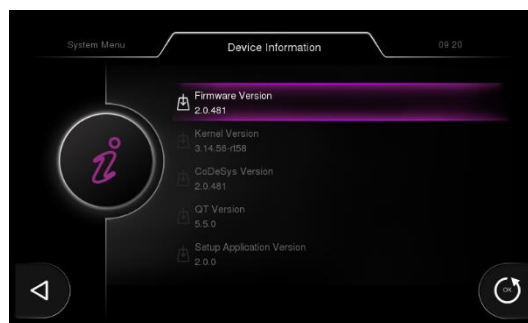 System Menu
Device Information
09 20
Firmware Version
2.0.481
Kernel Version
3.14.56-rt58
CoDeSys Version
2.0.481
QT Version
5.5.0
Setup Application Version
2.0.0
OK